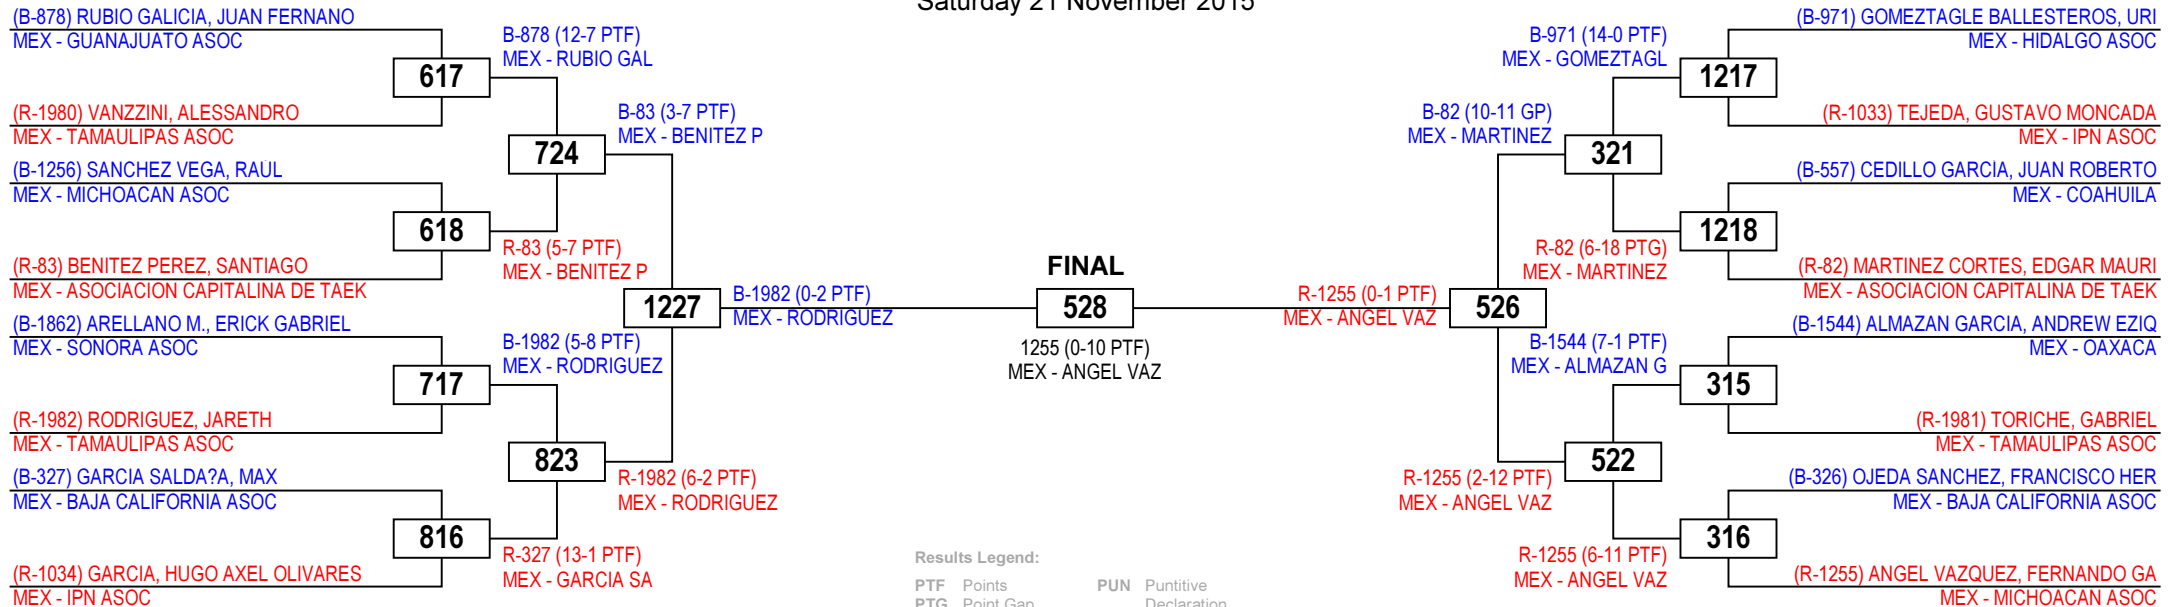 Saturday 21 November 2015
(B-878) RUBIO GALICIA, JUAN FERNANO
MEX - GUANAJUATO ASOC
617
(R-1980) VANZZINI, ALESSANDRO
MEX - TAMAULIPAS ASOC
(B-1256) SANCHEZ VEGA, RAUL
MEX - MICHOACAN ASOC
618
(R-83) BENITEZ PEREZ, SANTIAGO
MEX - ASOCIACION CAPITALINA DE TAEK
(B-1862) ARELLANO M., ERICK GABRIEL
MEX - SONORA ASOC
717
(R-1982) RODRIGUEZ, JARETH
MEX - TAMAULIPAS ASOC
(B-327) GARCIA SALDA?A, MAX
MEX - BAJA CALIFORNIA ASOC
816
(R-1034) GARCIA, HUGO AXEL OLIVARES
MEX - IPN ASOC
B-878 (12-7 PTF)
MEX - RUBIO GAL
724
R-83 (5-7 PTF)
MEX - BENITEZ P
B-1982 (5-8 PTF)
MEX - RODRIGUEZ
823
R-327 (13-1 PTF)
MEX - GARCIA SA
B-83 (3-7 PTF)
MEX - BENITEZ P
1227
R-1982 (6-2 PTF)
MEX - RODRIGUEZ
B-1982 (0-2 PTF)
MEX - RODRIGUEZ
FINAL
528
1255 (0-10 PTF)
MEX - ANGEL VAZ
R-1255 (0-1 PTF)
MEX - ANGEL VAZ
B-82 (10-11 GP)
MEX - MARTINEZ
526
R-1255 (2-12 PTF)
MEX - ANGEL VAZ
B-971 (14-0 PTF)
MEX - GOMEZTAGL
321
R-82 (6-18 PTG)
MEX - MARTINEZ
B-1544 (7-1 PTF)
MEX - ALMAZAN G
522
R-1255 (6-11 PTF)
MEX - ANGEL VAZ
(B-971) GOMEZTAGLE BALLESTEROS, URI
MEX - HIDALGO ASOC
1217
(R-1033) TEJEDA, GUSTAVO MONCADA
MEX - IPN ASOC
(B-557) CEDILLO GARCIA, JUAN ROBERTO
MEX - COAHUILA
1218
(R-82) MARTINEZ CORTES, EDGAR MAURI
MEX - ASOCIACION CAPITALINA DE TAEK
(B-1544) ALMAZAN GARCIA, ANDREW EZIQ
MEX - OAXACA
315
(R-1981) TORICHE, GABRIEL
MEX - TAMAULIPAS ASOC
(B-326) OJEDA SANCHEZ, FRANCISCO HER
MEX - BAJA CALIFORNIA ASOC
316
(R-1255) ANGEL VAZQUEZ, FERNANDO GA
MEX - MICHOACAN ASOC
Results Legend:
PTF Points PUN Puntitive
PTG Point Gap Declaration